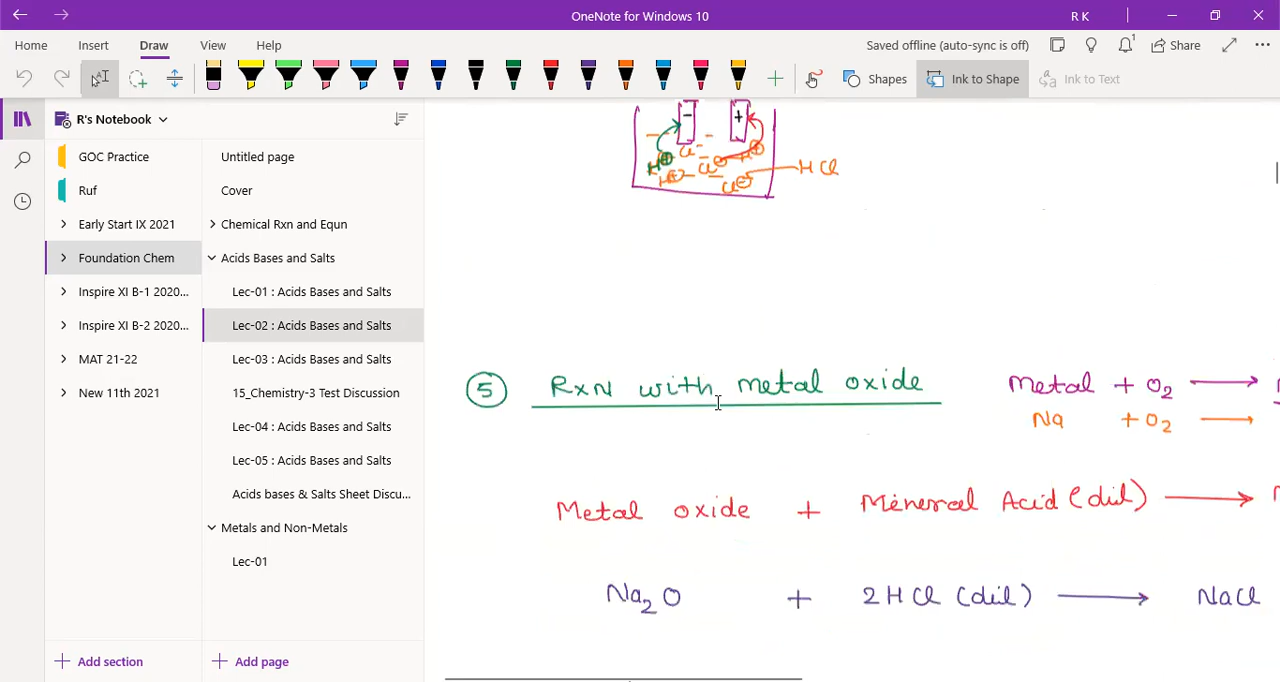 OneNote for Windows 10
R K
Home Insert Draw View Help
Saved offline (auto-sync is off)
1
Share
Shapes
Ink to Shape
Ink to Text
R's Notebook
GOC Practice
Ruf
Early Start IX 2021
Foundation Chem
Inspire XI B-1 2020...
Inspire XI B-2 2020...
MAT 21-22
New 11th 2021
Add section
Untitled page
Cover
Chemical Rxn and Equn
Acids Bases and Salts
Lec-01 : Acids Bases and Salts
Lec-02 : Acids Bases and Salts
Lec-03 : Acids Bases and Salts
15_Chemistry-3 Test Discussion
Lec-04 : Acids Bases and Salts
Lec-05 : Acids Bases and Salts
Acids bases & Salts Sheet Discu...
Metals and Non-Metals
Lec-01
Add page
- +
HCl
5 RxN with metal oxide
Metal + O2 →
Na + O2 →
Metal oxide + Mineral Acid (dil) →
Na2O + 2HCl (dil) → NaCl